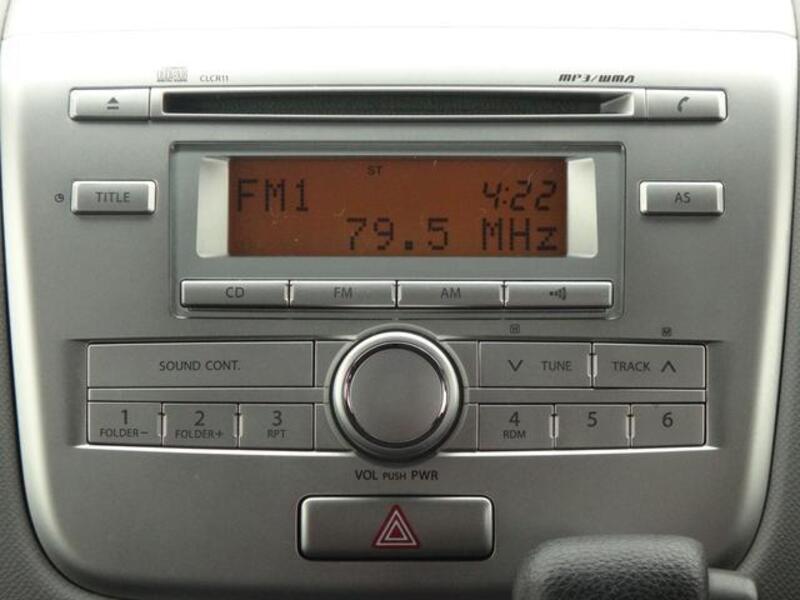 CLCR11 MP3/WMA
ST
TITLE FM1 4:22 AS
79.5 MHz
CD FM AM
H M
SOUND CONT. TUNE TRACK
1 2 3 4 5 6
FOLDER− FOLDER+ RPT RDM
VOL PUSH PWR